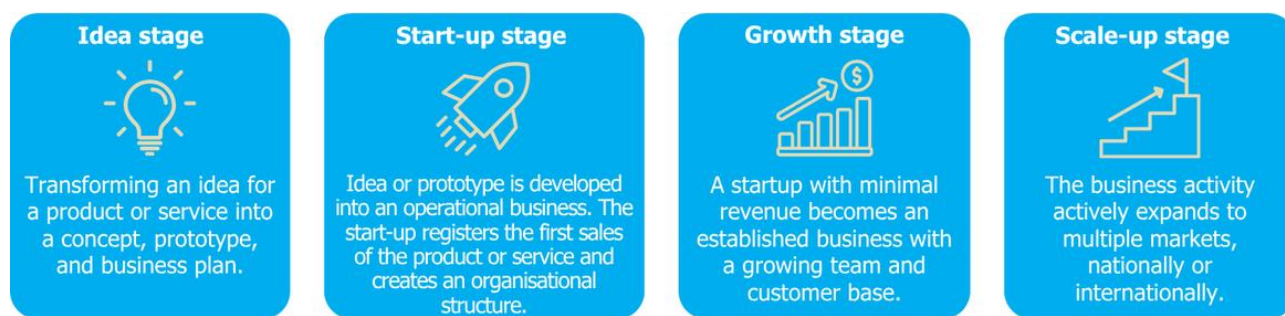 Idea stage
Transforming an idea for
a product or service into
a concept, prototype,
and business plan.
Start-up stage
Idea or prototype is developed
into an operational business. The
start-up registers the first sales
of the product or service and
creates an organisational
structure.
Growth stage
$
A startup with minimal
revenue becomes an
established business with
a growing team and
customer base.
Scale-up stage
The business activity
actively expands to
multiple markets,
nationally or
internationally.